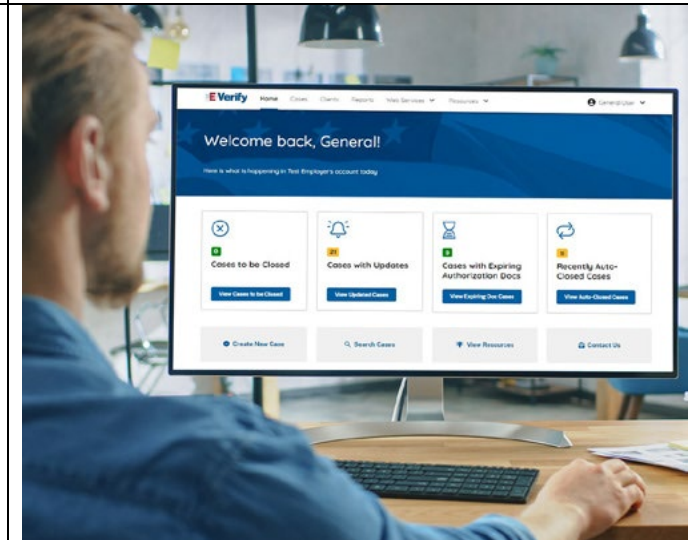 E-Verify Home Cases Clients Reports Web Services Resources General User
Welcome back, General!
Here is what is happening in Test Employer's account today
Cases to be Closed
View Cases to be Closed
21
Cases with Updates
View Updated Cases
Cases with Expiring
Authorization Docs
View Expiring Doc Cases
Recently Auto-
Closed Cases
View Auto-Closed Cases
Create New Case
Search Cases
View Resources
Contact Us